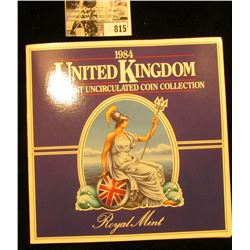 815
1984
UNITED KINGDOM
UNCIRCULATED COIN COLLECTION
Royal Mint